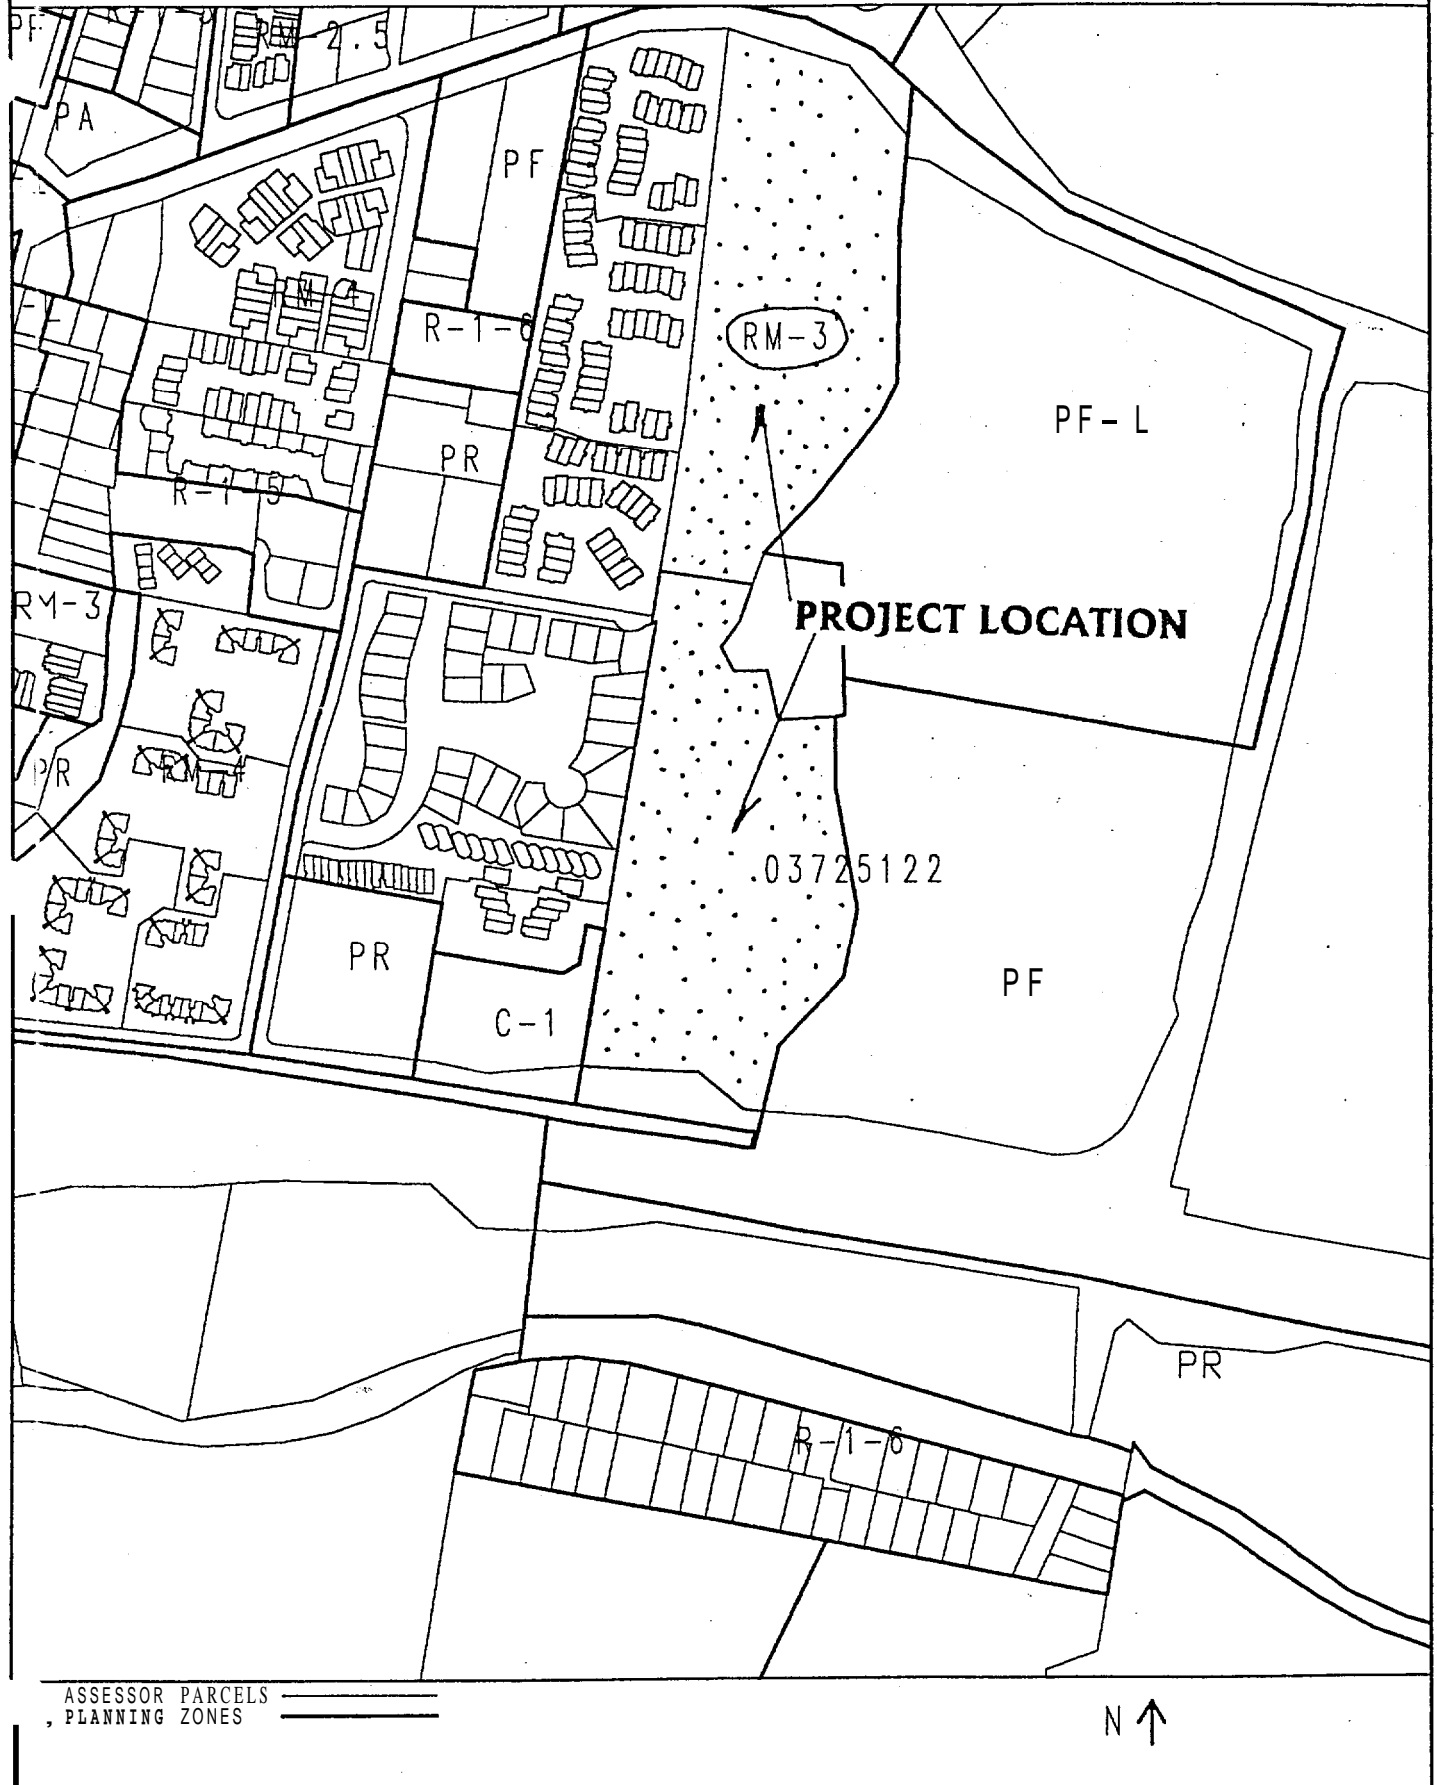 PF
RM-2.5
PA
PF
RM-4
R-1-6
RM-3
PF-L
PR
R-1-5
RM-3
PROJECT LOCATION
PR
RM-4
.03725122
PR
PF
C-1
PR
R-1-6
ASSESSOR PARCELS
, PLANNING ZONES
N